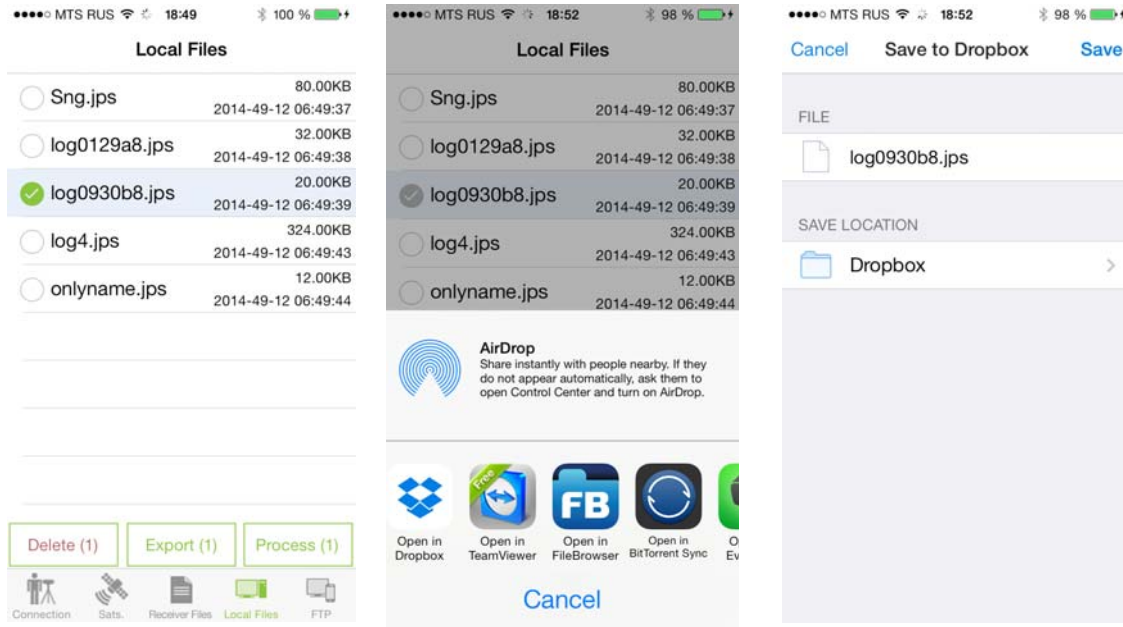 MTS RUS 18:49 100 %
Local Files
Sng.jps 80.00KB
2014-49-12 06:49:37
log0129a8.jps 32.00KB
2014-49-12 06:49:38
log0930b8.jps 20.00KB
2014-49-12 06:49:39
log4.jps 324.00KB
2014-49-12 06:49:43
onlyname.jps 12.00KB
2014-49-12 06:49:44
Delete (1) Export (1) Process (1)
Connection Sats. Receiver Files Local Files FTP
MTS RUS 18:52 98 %
Local Files
Sng.jps 80.00KB
2014-49-12 06:49:37
log0129a8.jps 32.00KB
2014-49-12 06:49:38
log0930b8.jps 20.00KB
2014-49-12 06:49:39
log4.jps 324.00KB
2014-49-12 06:49:43
onlyname.jps 12.00KB
2014-49-12 06:49:44
AirDrop
Share instantly with people nearby. If they
do not appear automatically, ask them to
open Control Center and turn on AirDrop.
Free
FB
Open in Open in Open in Open in O
Dropbox TeamViewer FileBrowser BitTorrent Sync Ev
Cancel
MTS RUS 18:52 98 %
Cancel Save to Dropbox Save
FILE
log0930b8.jps
SAVE LOCATION
Dropbox